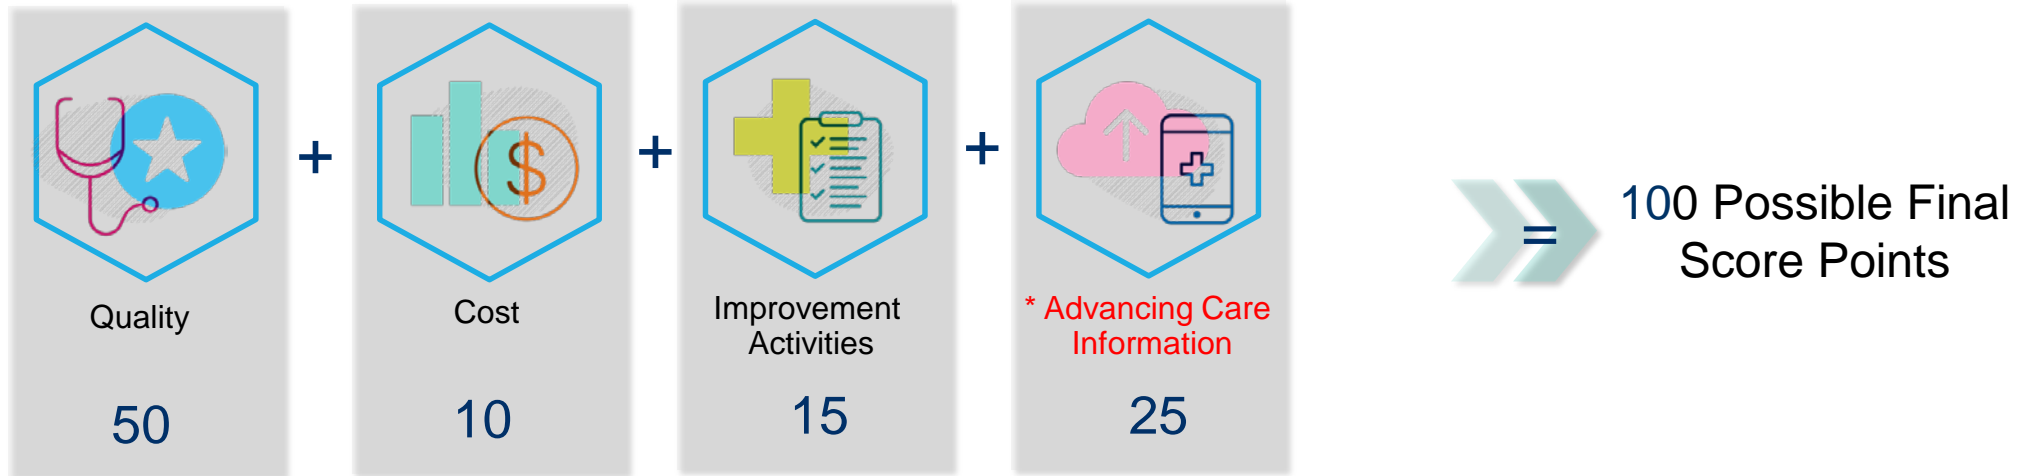 Quality
50
+
Cost
10
+
Improvement
Activities
15
+
* Advancing Care
Information
25
=
100 Possible Final
Score Points